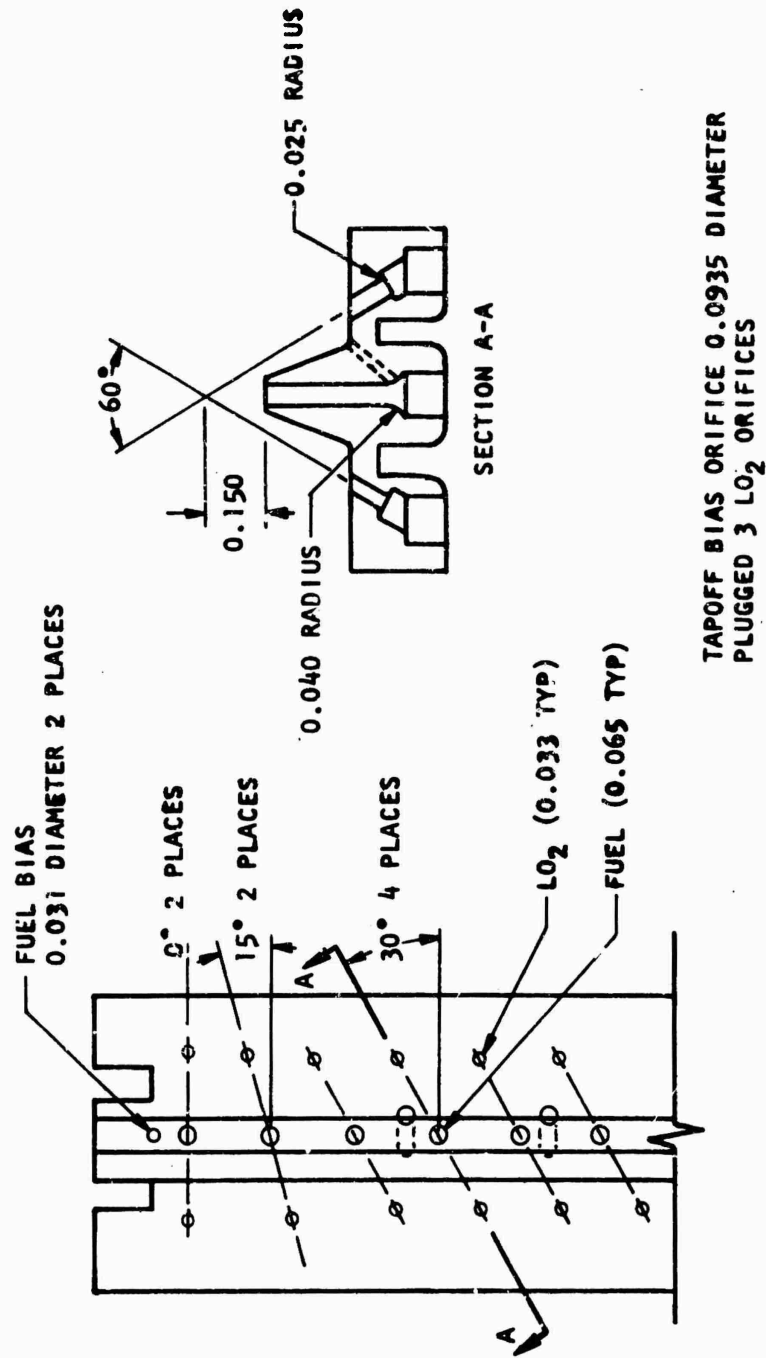 FUEL BIAS
0.031 DIAMETER 2 PLACES
0° 2 PLACES
15° 2 PLACES
A
30° 4 PLACES
LO₂ (0.033 TYP)
FUEL (0.065 TYP)
A
60°
0.150
0.025 RADIUS
0.040 RADIUS
SECTION A-A
TAPOFF BIAS ORIFICE 0.0935 DIAMETER
PLUGGED 3 LO₂ ORIFICES